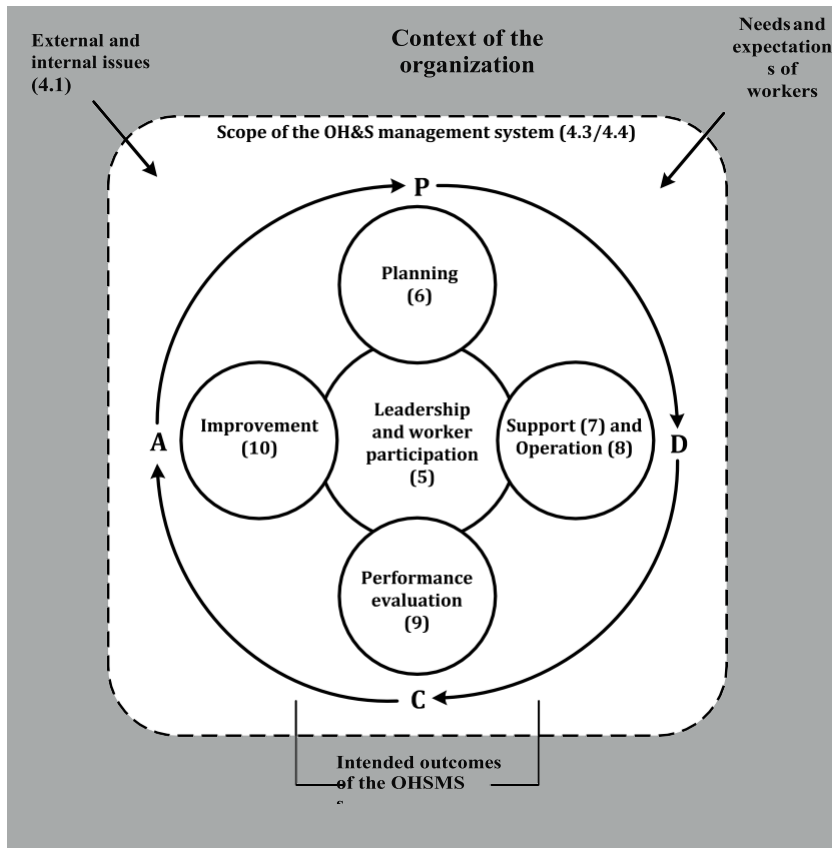 External and
internal issues
(4.1)
Context of the
organization
Needs and
expectation
s of
workers
Scope of the OH&S management system (4.3/4.4)
P
Planning
(6)
Improvement
(10)
Leadership
and worker
participation
(5)
Support (7) and
Operation (8)
A
D
Performance
evaluation
(9)
C
Intended outcomes
of the OHSMS